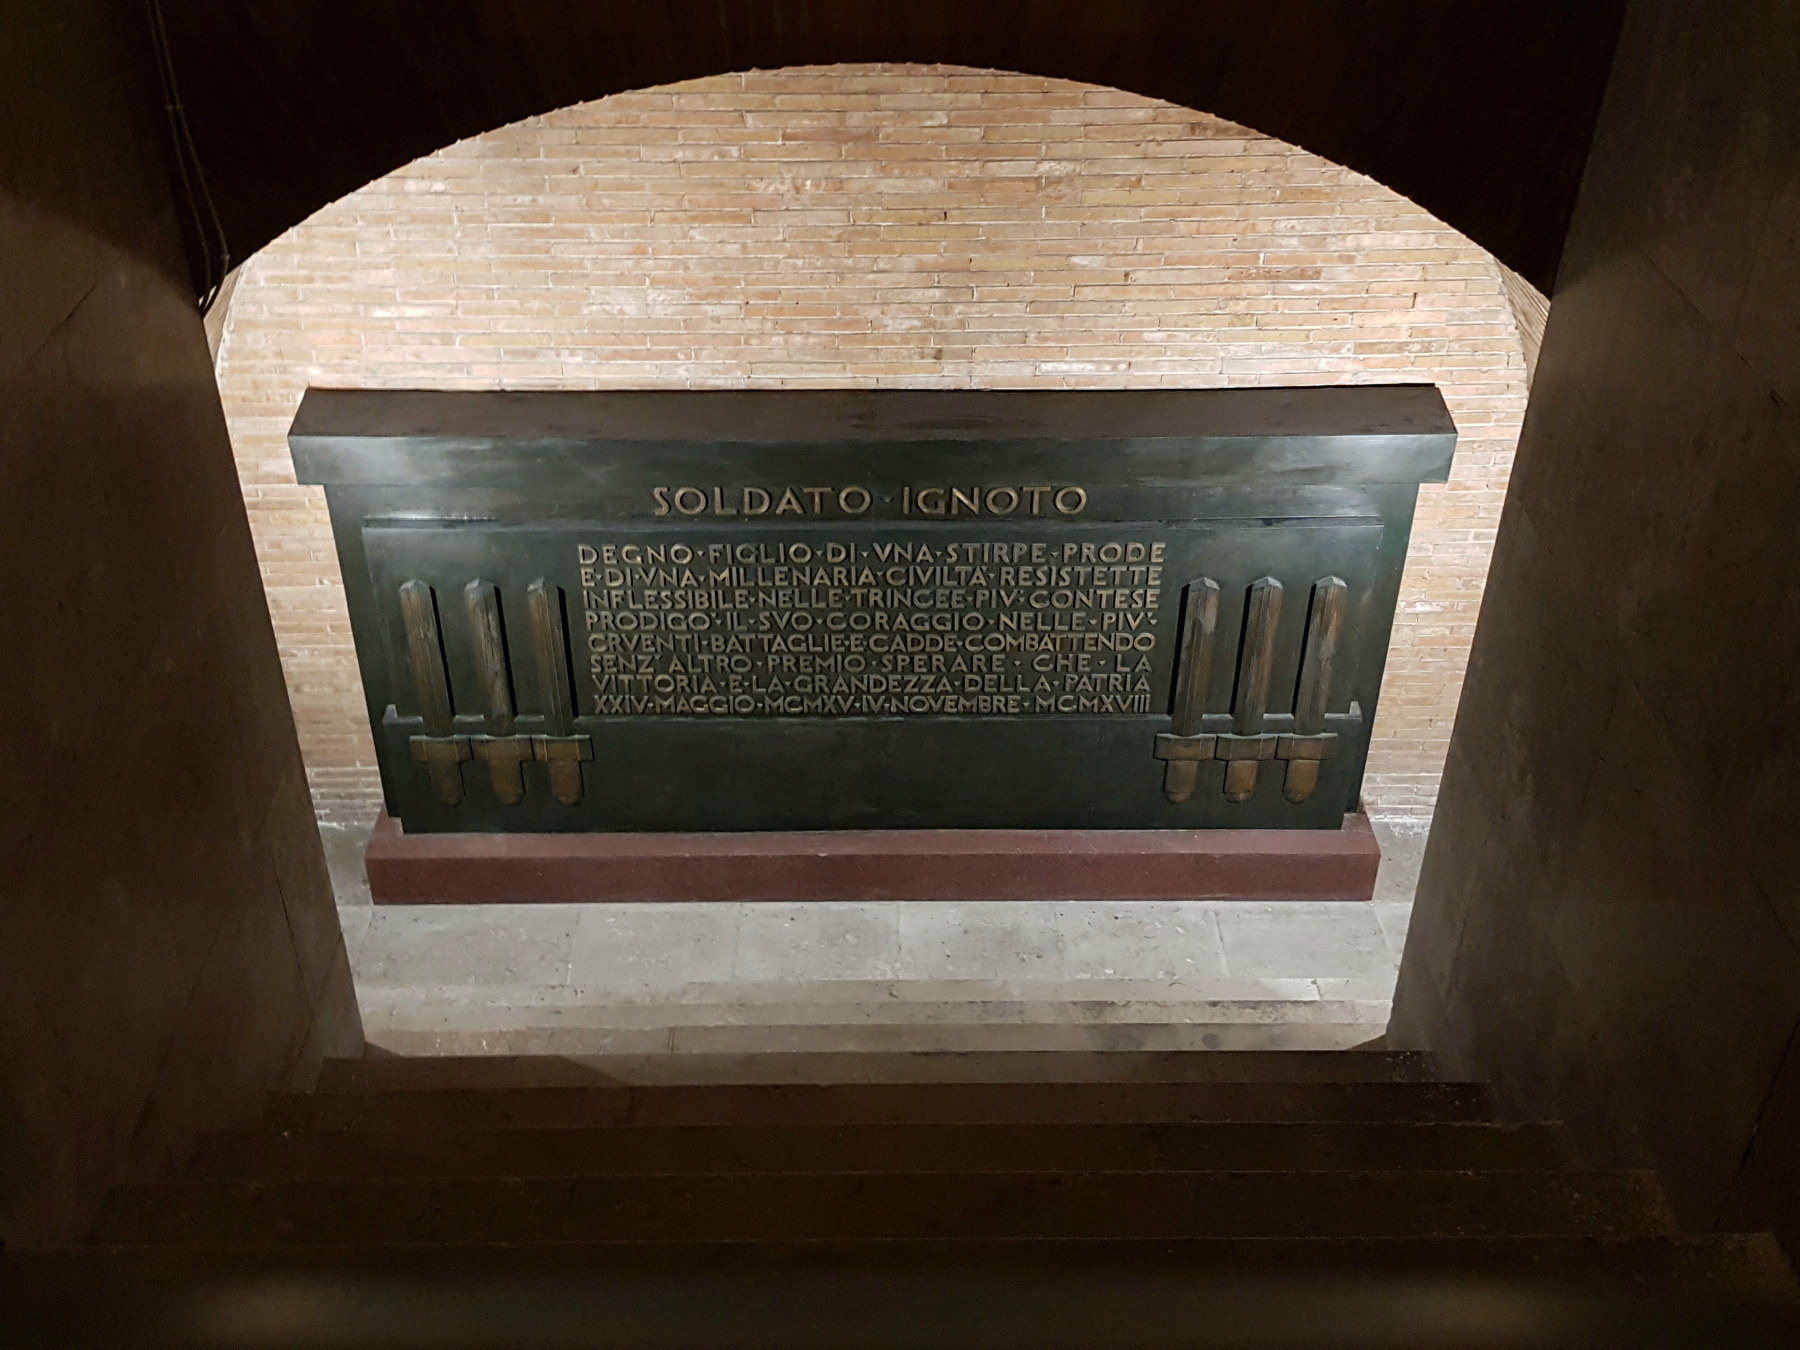 SOLDATO · IGNOTO
DEGNO·FIGLIO·DI·VNA·STIRPE·PRODE
E·DI·VNA·MILLENARIA·CIVILTÀ·RESISTETTE
INFLESSIBILE·NELLE·TRINCEE·PIV'·CONTESE
PRODIGO'·IL·SVO·CORAGGIO·NELLE·PIV'·
CRVENTI·BATTAGLIE·E·CADDE·COMBATTENDO
SENZ'ALTRO·PREMIO·SPERARE·CHE·LA
VITTORIA·E·LA·GRANDEZZA·DELLA·PATRIA
XXIV·MAGGIO·MCMXV·IV·NOVEMBRE·MCMXVIII